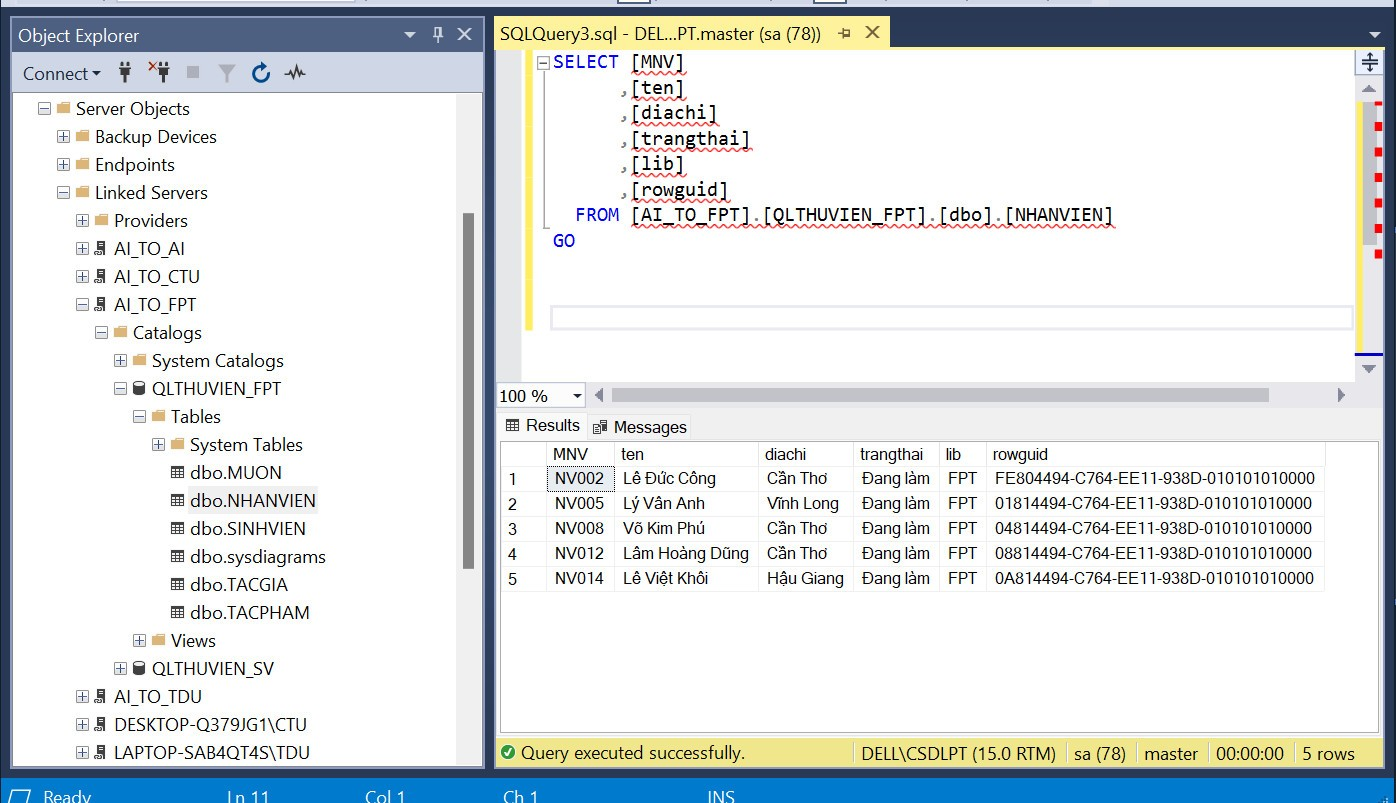 Object Explorer
Connect
Server Objects
Backup Devices
Endpoints
Linked Servers
Providers
AI_TO_AI
AI_TO_CTU
AI_TO_FPT
Catalogs
System Catalogs
QLTHUVIEN_FPT
Tables
System Tables
dbo.MUON
dbo.NHANVIEN
dbo.SINHVIEN
dbo.sysdiagrams
dbo.TACGIA
dbo.TACPHAM
Views
QLTHUVIEN_SV
AI_TO_TDU
DESKTOP-Q379JG1\CTU
LAPTOP-SAB4QT4S\TDU
SQLQuery3.sql - DEL...PT.master (sa (78))
SELECT [MNV]
,[ten]
,[diachi]
,[trangthai]
,[lib]
,[rowguid]
FROM [AI_TO_FPT].[QLTHUVIEN_FPT].[dbo].[NHANVIEN]
GO
100 %
Results Messages
MNV ten diachi trangthai lib rowguid
1 NV002 Lê Đức Công Cần Thơ Đang làm FPT FE804494-C764-EE11-938D-010101010000
2 NV005 Lý Vân Anh Vĩnh Long Đang làm FPT 01814494-C764-EE11-938D-010101010000
3 NV008 Võ Kim Phú Cần Thơ Đang làm FPT 04814494-C764-EE11-938D-010101010000
4 NV012 Lâm Hoàng Dũng Cần Thơ Đang làm FPT 08814494-C764-EE11-938D-010101010000
5 NV014 Lê Việt Khôi Hậu Giang Đang làm FPT 0A814494-C764-EE11-938D-010101010000
Query executed successfully. DELL\CSDLPT (15.0 RTM) sa (78) master 00:00:00 5 rows
Ready Ln 11 Col 1 Ch 1 INS